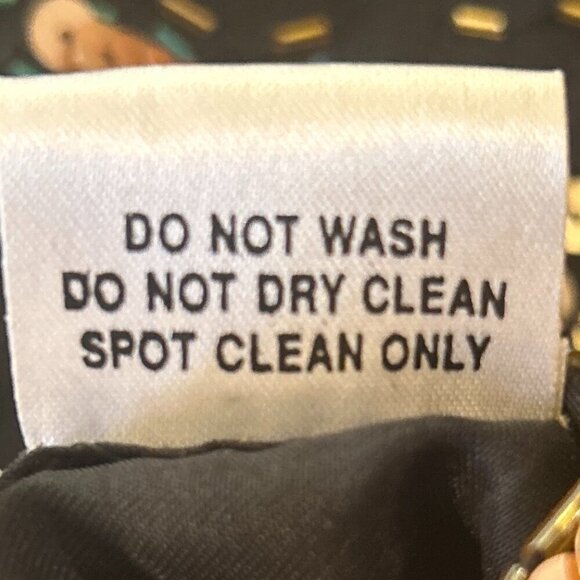 DO NOT WASH
DO NOT DRY CLEAN
SPOT CLEAN ONLY